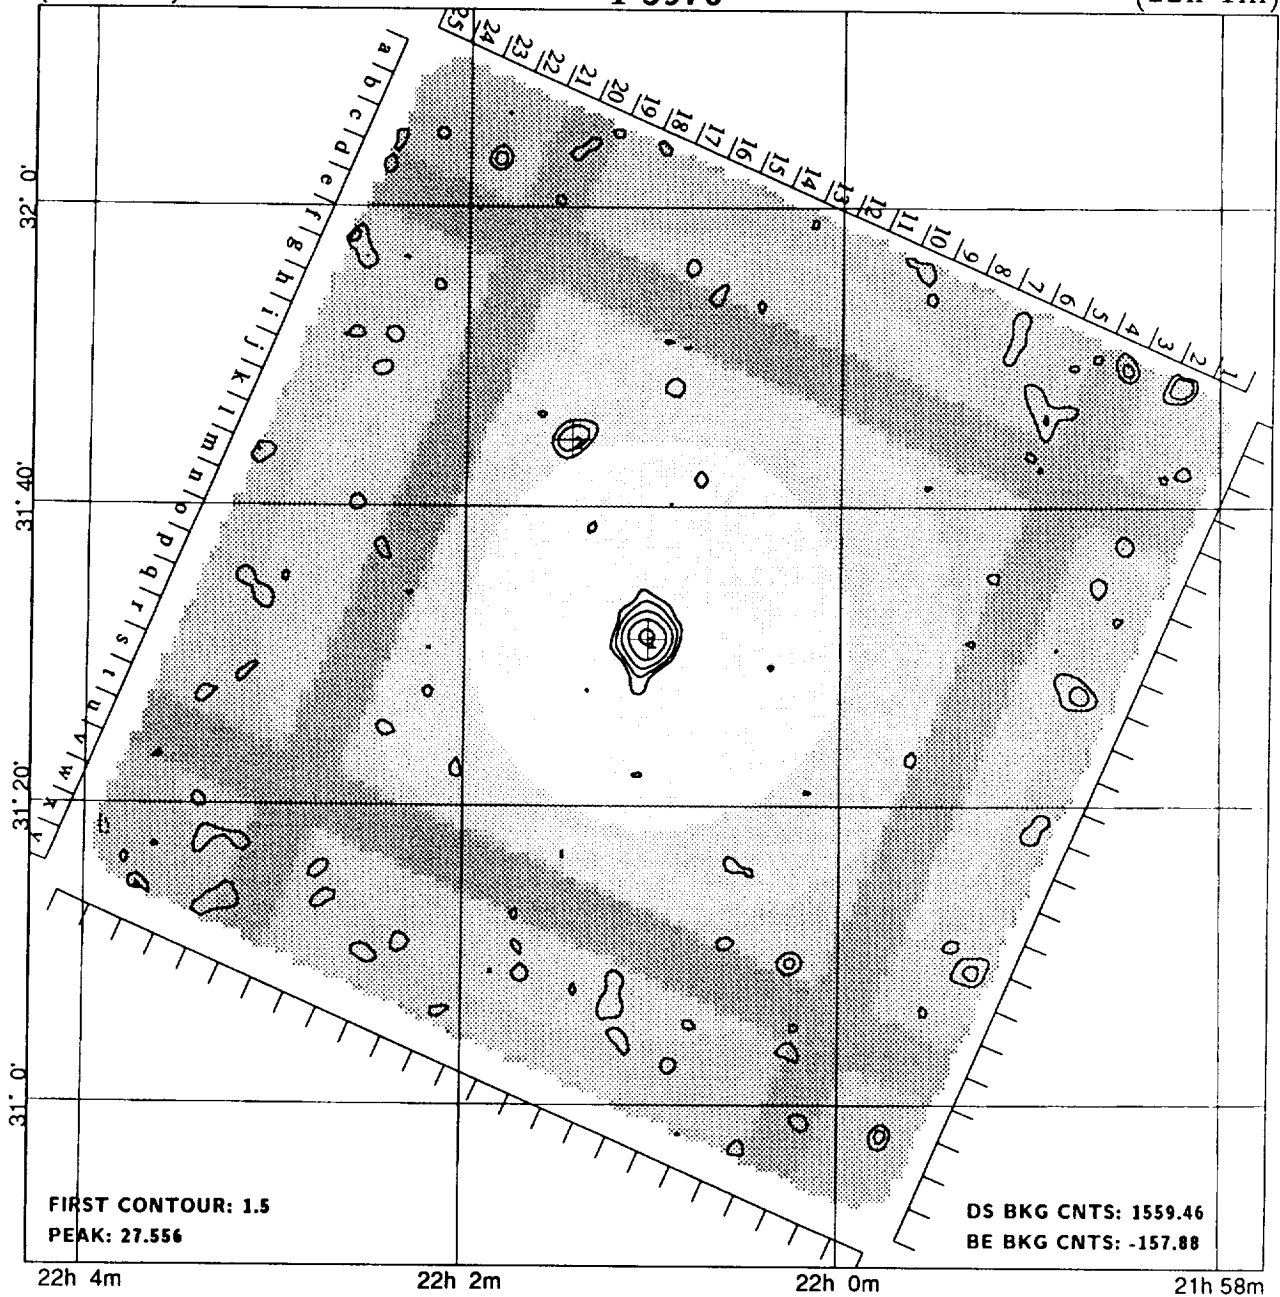 25 24 23 22 21 20 19 18 17 16 15 14 13 12 11 10 9 8 7 6 5 4 3 2 1
a b c d e f g h i j k l m n o p q r s t u v w x y
32° 0'
31° 40'
31° 20'
31° 0'
FIRST CONTOUR: 1.5
PEAK: 27.556
DS BKG CNTS: 1559.46
BE BKG CNTS: -157.88
22h 4m
22h 2m
22h 0m
21h 58m